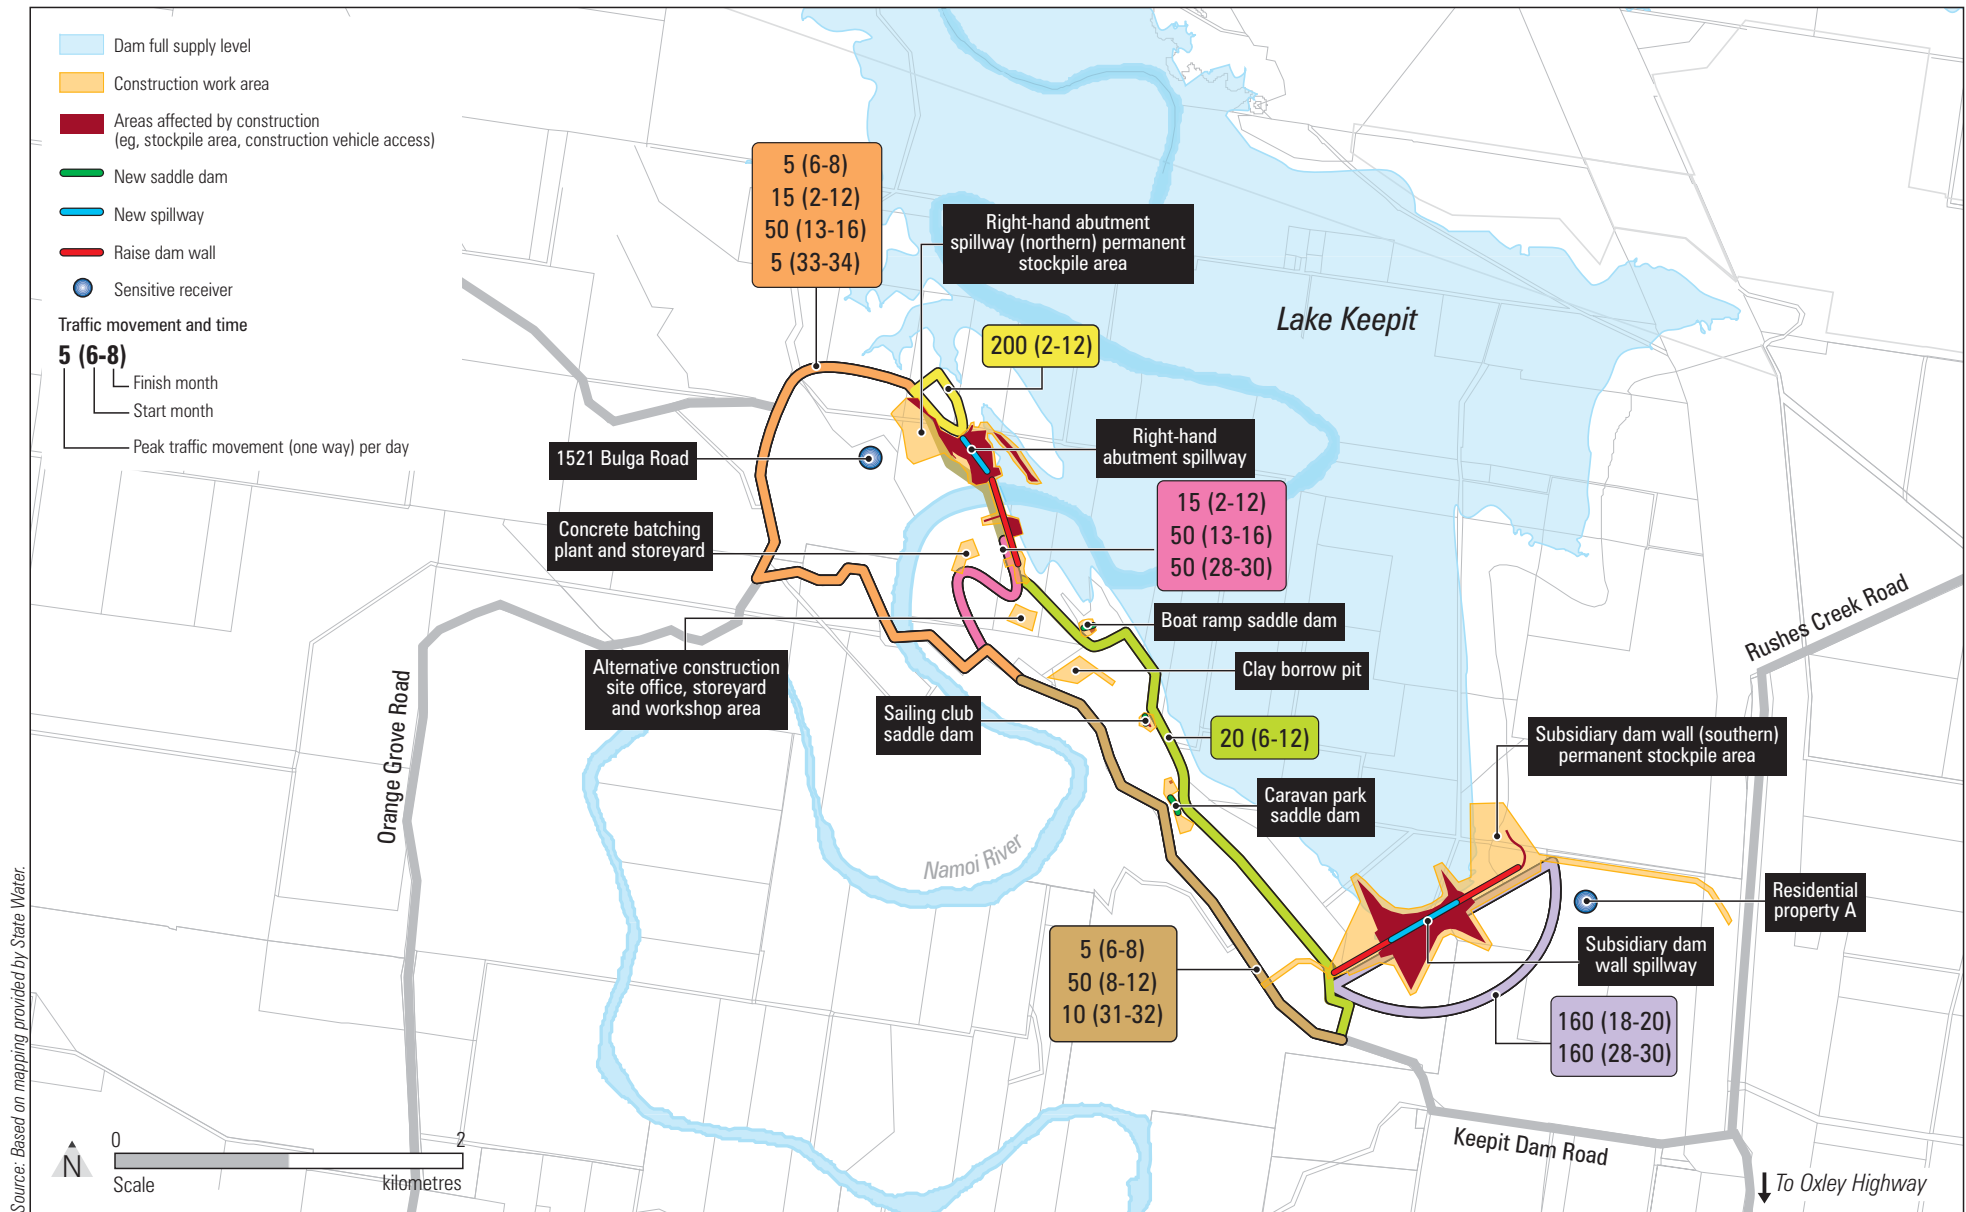 Dam full supply level
Construction work area
Areas affected by construction
(eg, stockpile area, construction vehicle access)
New saddle dam
New spillway
Raise dam wall
Sensitive receiver
Traffic movement and time
5 (6-8)
Finish month
Start month
Peak traffic movement (one way) per day
5 (6-8)
15 (2-12)
50 (13-16)
5 (33-34)
Right-hand abutment
spillway (northern) permanent
stockpile area
Lake Keepit
200 (2-12)
1521 Bulga Road
Right-hand
abutment spillway
Concrete batching
plant and storeyard
15 (2-12)
50 (13-16)
50 (28-30)
Boat ramp saddle dam
Rushes Creek Road
Alternative construction
site office, storeyard
and workshop area
Clay borrow pit
Orange Grove Road
Sailing club
saddle dam
20 (6-12)
Subsidiary dam wall (southern)
permanent stockpile area
Caravan park
saddle dam
Namoi River
Residential
property A
Subsidiary dam
wall spillway
5 (6-8)
50 (8-12)
10 (31-32)
160 (18-20)
160 (28-30)
Keepit Dam Road
To Oxley Highway
N
0
2
Scale
kilometres
Source: Based on mapping provided by State Water.